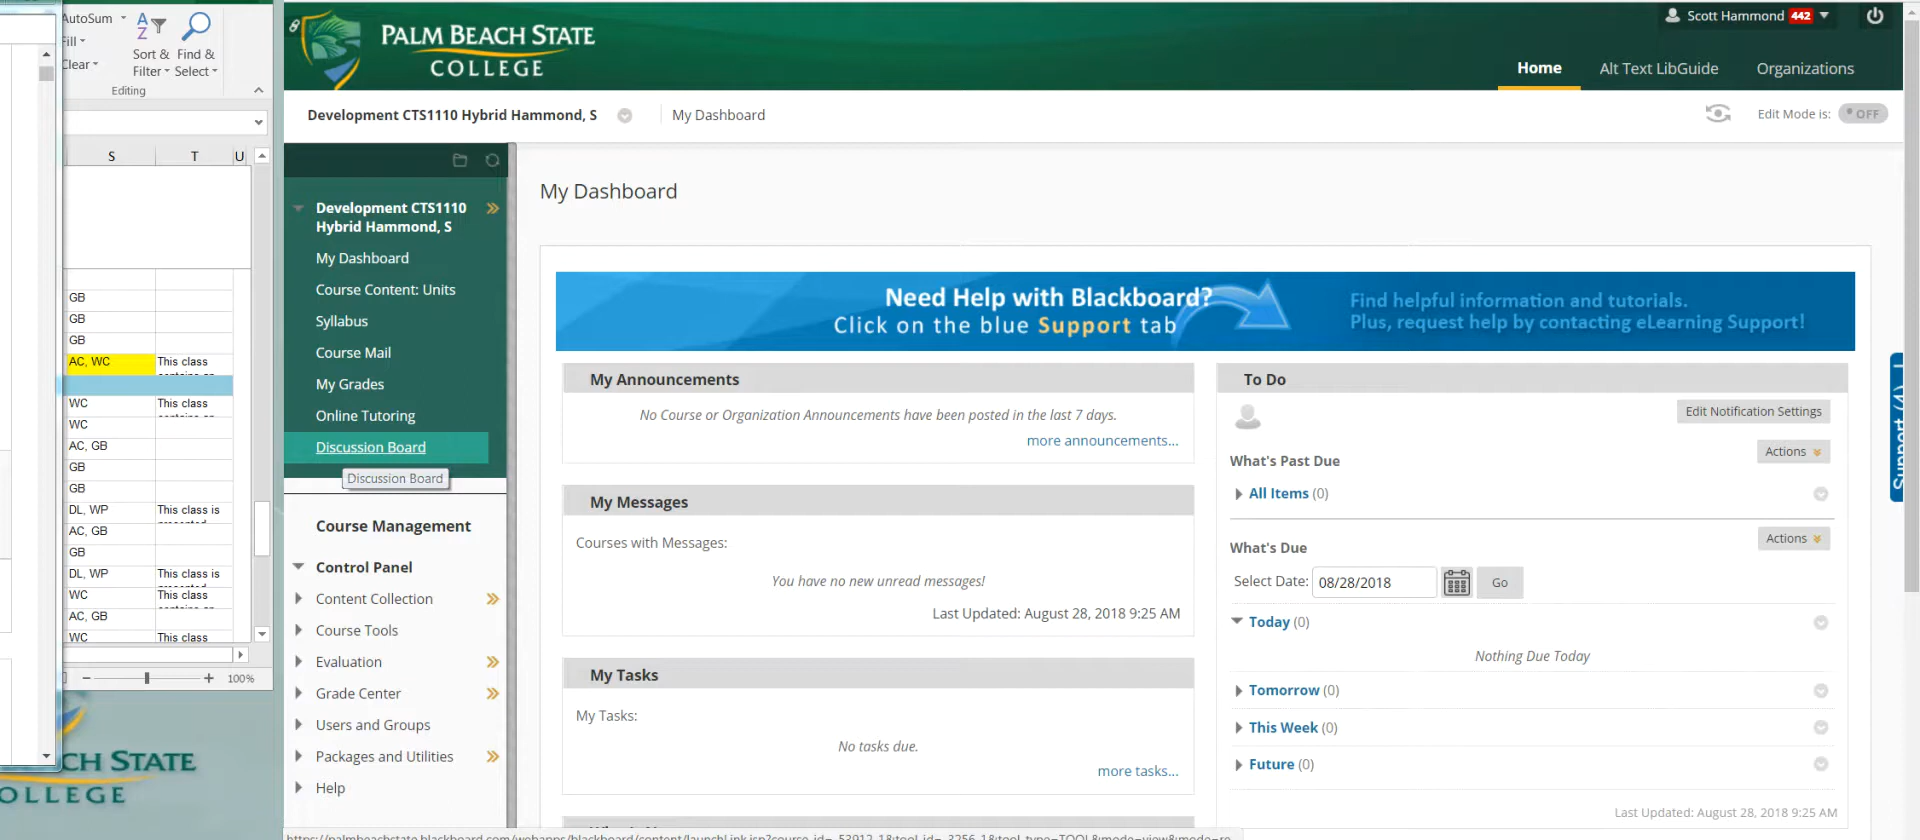 AutoSum
Fill
Clear
Sort & Filter
Find & Select
Editing
S T U
GB
GB
GB
AC, WC This class
WC This class
WC
AC, GB
GB
GB
DL, WP This class is
AC, GB
GB
DL, WP This class is
WC This class
AC, GB
WC This class
100%
CH STATE
OLLEGE
PALM BEACH STATE
COLLEGE
Scott Hammond 442
Home Alt Text LibGuide Organizations
Development CTS1110 Hybrid Hammond, S My Dashboard
Edit Mode is: OFF
Development CTS1110
Hybrid Hammond, S
My Dashboard
Course Content: Units
Syllabus
Course Mail
My Grades
Online Tutoring
Discussion Board
Discussion Board
Course Management
Control Panel
Content Collection
Course Tools
Evaluation
Grade Center
Users and Groups
Packages and Utilities
Help
My Dashboard
Need Help with Blackboard?
Click on the blue Support tab
Find helpful information and tutorials.
Plus, request help by contacting eLearning Support!
My Announcements
No Course or Organization Announcements have been posted in the last 7 days.
more announcements...
My Messages
Courses with Messages:
You have no new unread messages!
Last Updated: August 28, 2018 9:25 AM
My Tasks
My Tasks:
No tasks due.
more tasks...
To Do
Edit Notification Settings
Actions
What's Past Due
All Items (0)
Actions
What's Due
Select Date: 08/28/2018 Go
Today (0)
Nothing Due Today
Tomorrow (0)
This Week (0)
Future (0)
Last Updated: August 28, 2018 9:25 AM
Support (4)